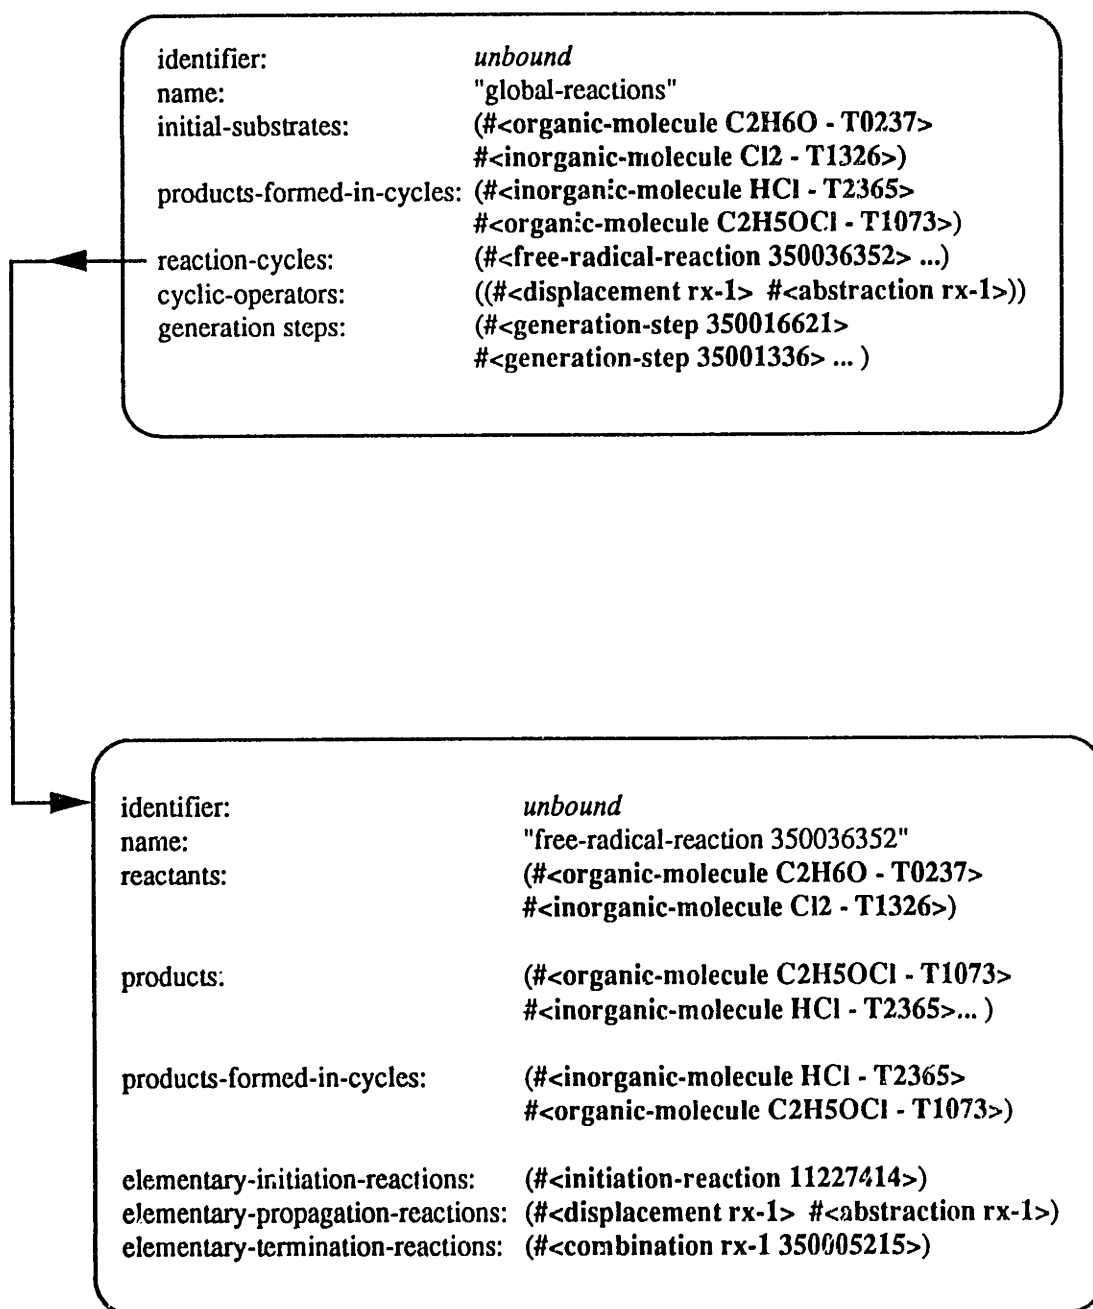 identifier: unbound
name: "global-reactions"
initial-substrates: (#<organic-molecule C2H6O - T0237>
#<inorganic-molecule Cl2 - T1326>)
products-formed-in-cycles: (#<inorganic-molecule HCl - T2365>
#<organic-molecule C2H5OCl - T1073>)
reaction-cycles: (#<free-radical-reaction 350036352> ...)
cyclic-operators: ((#<displacement rx-1> #<abstraction rx-1>))
generation steps: (#<generation-step 350016621>
#<generation-step 35001336> ... )
identifier: unbound
name: "free-radical-reaction 350036352"
reactants: (#<organic-molecule C2H6O - T0237>
#<inorganic-molecule Cl2 - T1326>)
products: (#<organic-molecule C2H5OCl - T1073>
#<inorganic-molecule HCl - T2365>... )
products-formed-in-cycles: (#<inorganic-molecule HCl - T2365>
#<organic-molecule C2H5OCl - T1073>)
elementary-initiation-reactions: (#<initiation-reaction 11227414>)
elementary-propagation-reactions: (#<displacement rx-1> #<abstraction rx-1>)
elementary-termination-reactions: (#<combination rx-1 350005215>)